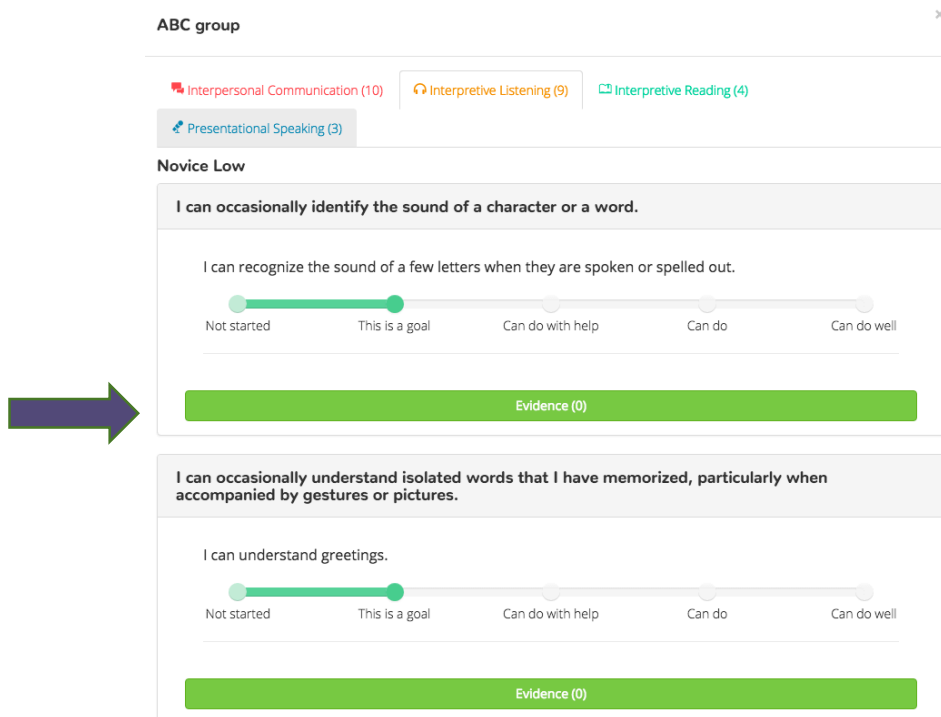 ABC group
×
Interpersonal Communication (10) Interpretive Listening (9) Interpretive Reading (4)
Presentational Speaking (3)
Novice Low
I can occasionally identify the sound of a character or a word.
I can recognize the sound of a few letters when they are spoken or spelled out.
Not started This is a goal Can do with help Can do Can do well
Evidence (0)
I can occasionally understand isolated words that I have memorized, particularly when
accompanied by gestures or pictures.
I can understand greetings.
Not started This is a goal Can do with help Can do Can do well
Evidence (0)